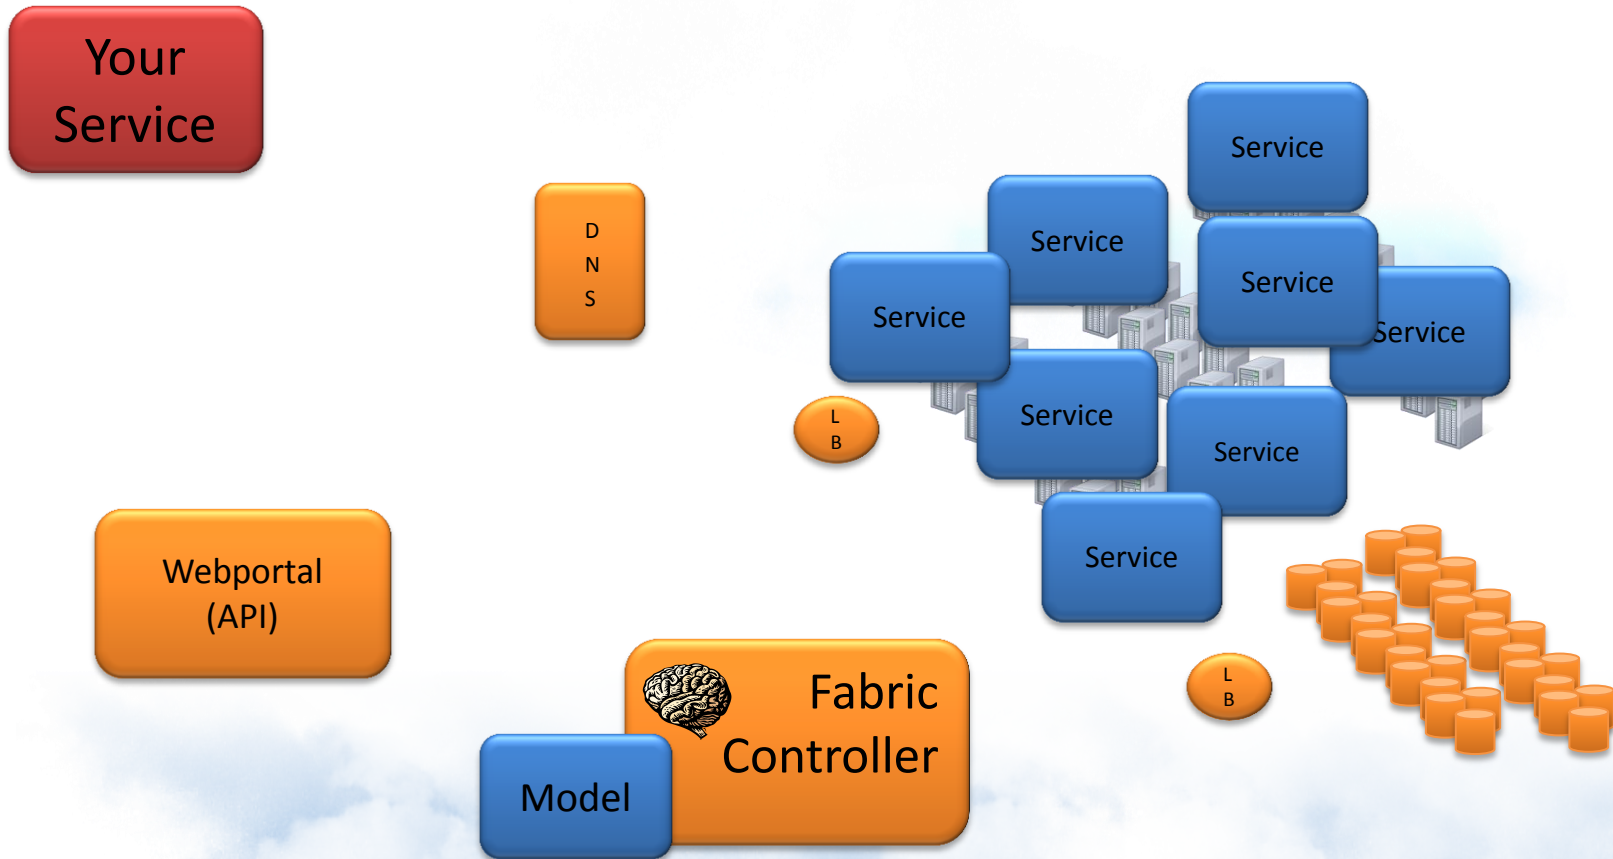 Your
Service
D
N
S
Service
Service
Service
Service
Service
Service
Service
Service
L
B
Webportal
(API)
L
B
Fabric
Controller
Model